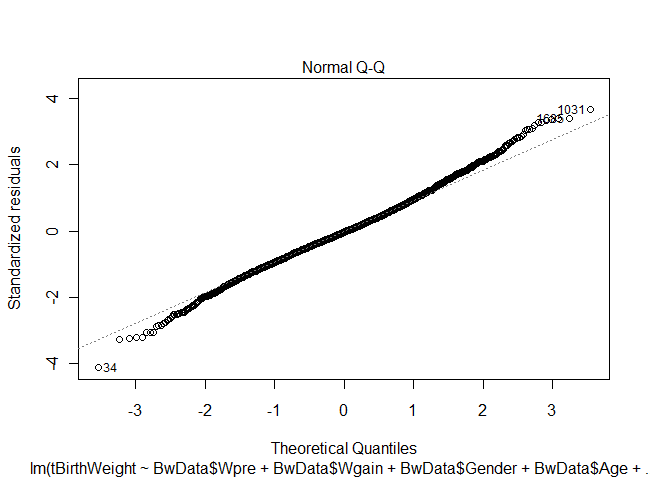 Normal Q-Q
Standardized residuals
4
2
0
-2
-4
1031
1695
34
-3 -2 -1 0 1 2 3
Theoretical Quantiles
lm(tBirthWeight ~ BwData$Wpre + BwData$Wgain + BwData$Gender + BwData$Age + .